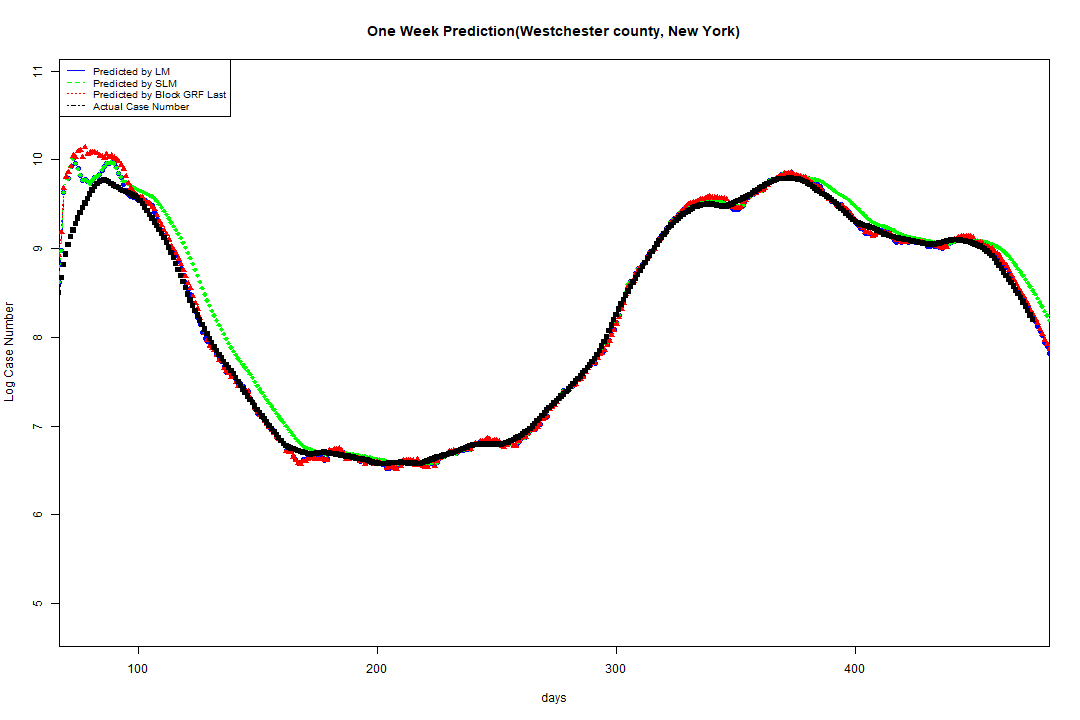 One Week Prediction(Westchester county, New York)
Predicted by LM
Predicted by SLM
Predicted by Block GRF Last
Actual Case Number
11
10
9
8
7
6
5
Log Case Number
100 200 300 400
days